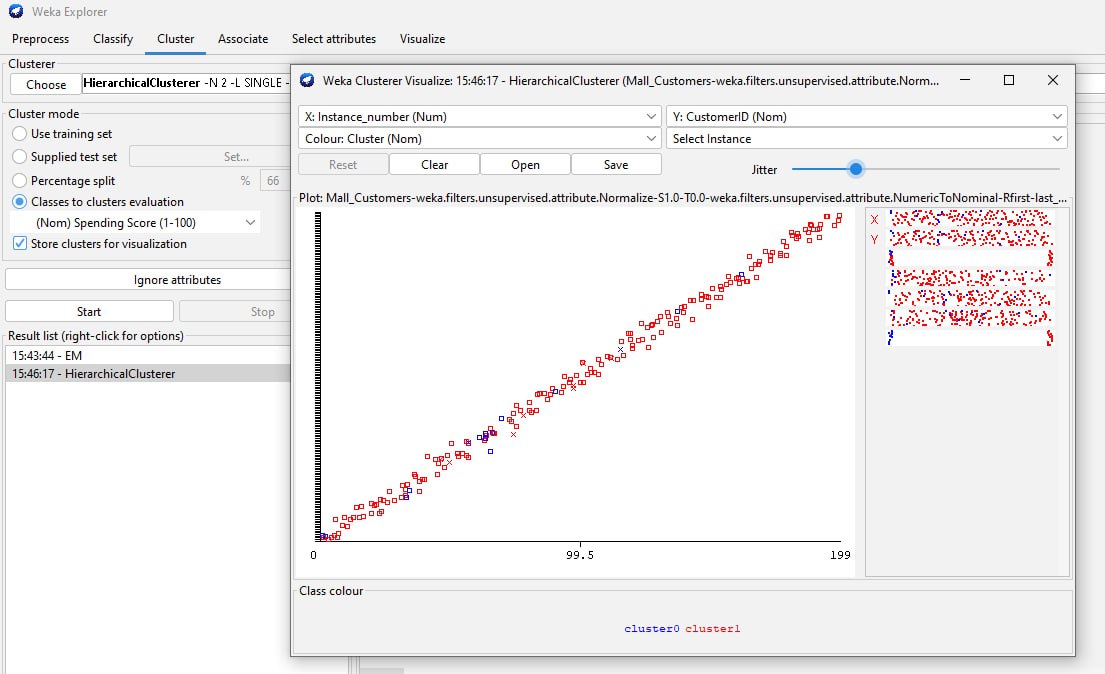 Weka Explorer
Preprocess Classify Cluster Associate Select attributes Visualize
Clusterer
Choose HierarchicalClusterer -N 2 -L SINGLE -
Cluster mode
Use training set
Supplied test set Set...
Percentage split % 66
Classes to clusters evaluation
(Nom) Spending Score (1-100)
Store clusters for visualization
Ignore attributes
Start Stop
Result list (right-click for options)
15:43:44 - EM
15:46:17 - HierarchicalClusterer
Weka Clusterer Visualize: 15:46:17 - HierarchicalClusterer (Mall_Customers-weka.filters.unsupervised.attribute.Norm...
X: Instance_number (Num) Y: CustomerID (Nom)
Colour: Cluster (Nom) Select Instance
Reset Clear Open Save Jitter
Plot: Mall_Customers-weka.filters.unsupervised.attribute.Normalize-S1.0-T0.0-weka.filters.unsupervised.attribute.NumericToNominal-Rfirst-last_...
X
Y
0 99.5 199
Class colour
cluster0 cluster1